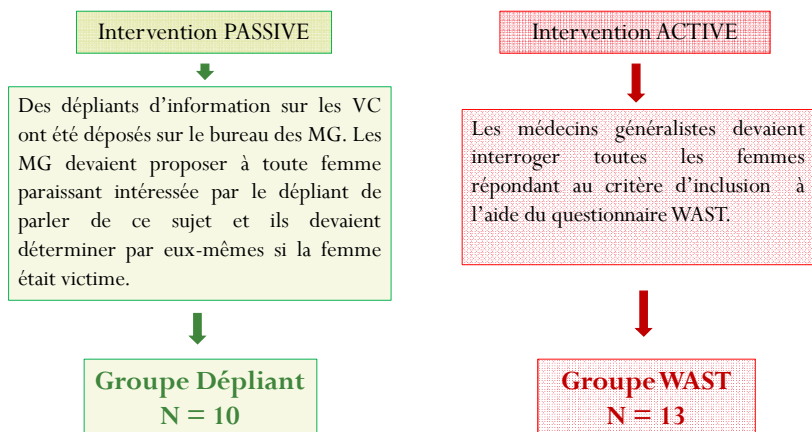 Intervention PASSIVE
Des dépliants d'information sur les VC
ont été déposés sur le bureau des MG. Les
MG devaient proposer à toute femme
paraissant intéressée par le dépliant de
parler de ce sujet et ils devaient
déterminer par eux-mêmes si la femme
était victime.
Groupe Dépliant
N = 10
Intervention ACTIVE
Les médecins généralistes devaient
interroger toutes les femmes
répondant au critère d'inclusion à
l'aide du questionnaire WAST.
Groupe WAST
N = 13